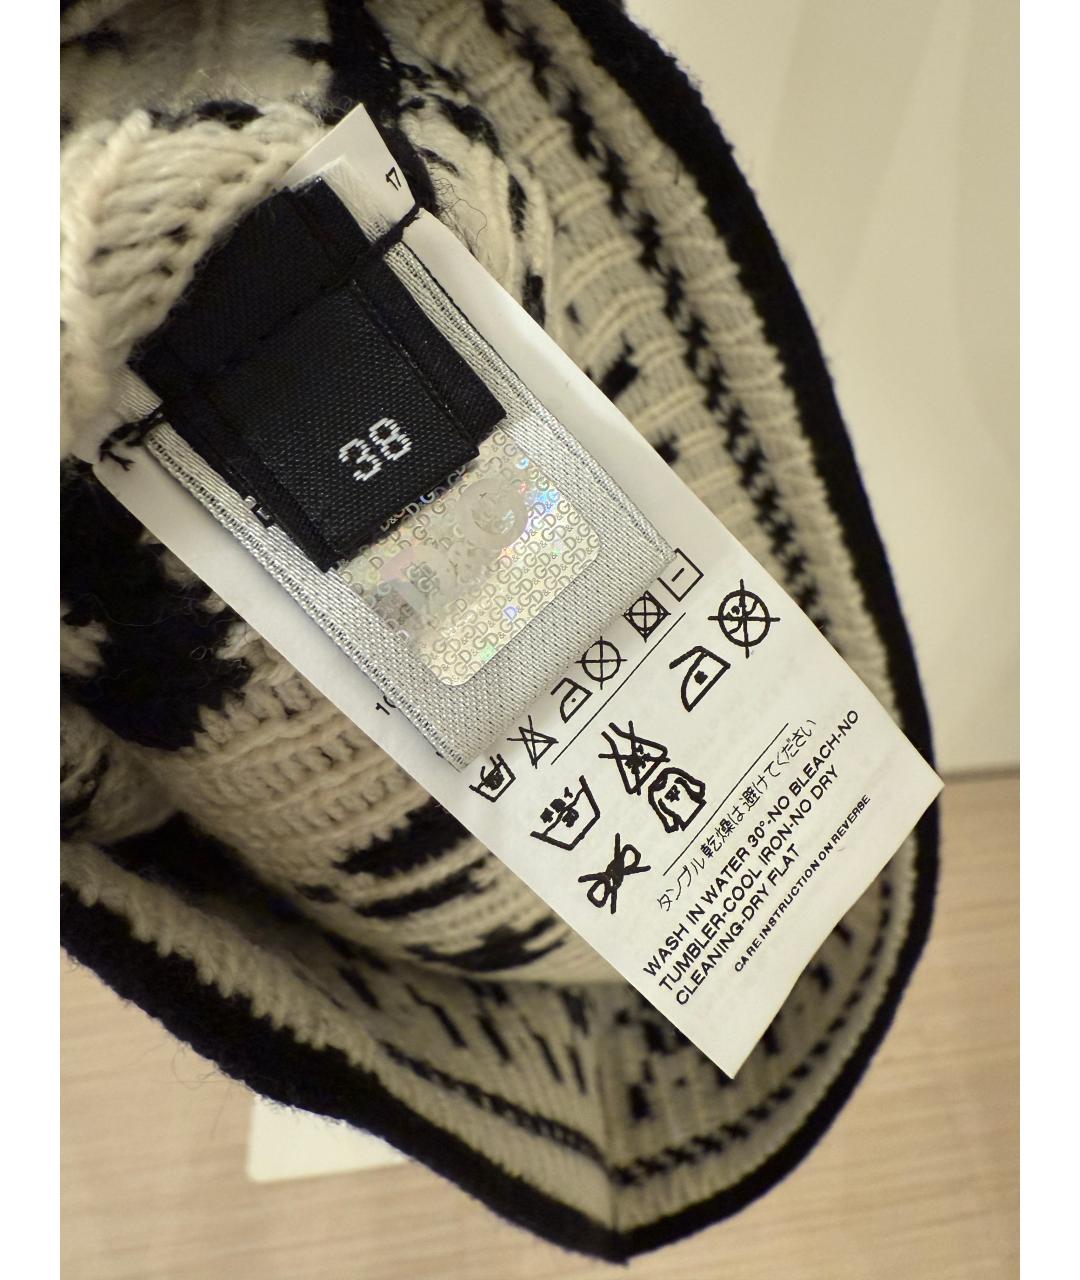 38
タンブル乾燥は避けてください
WASH IN WATER 30°-NO BLEACH-NO
TUMBLER-COOL IRON-NO DRY
CLEANING-DRY FLAT
CARE INSTRUCTION ON REVERSE